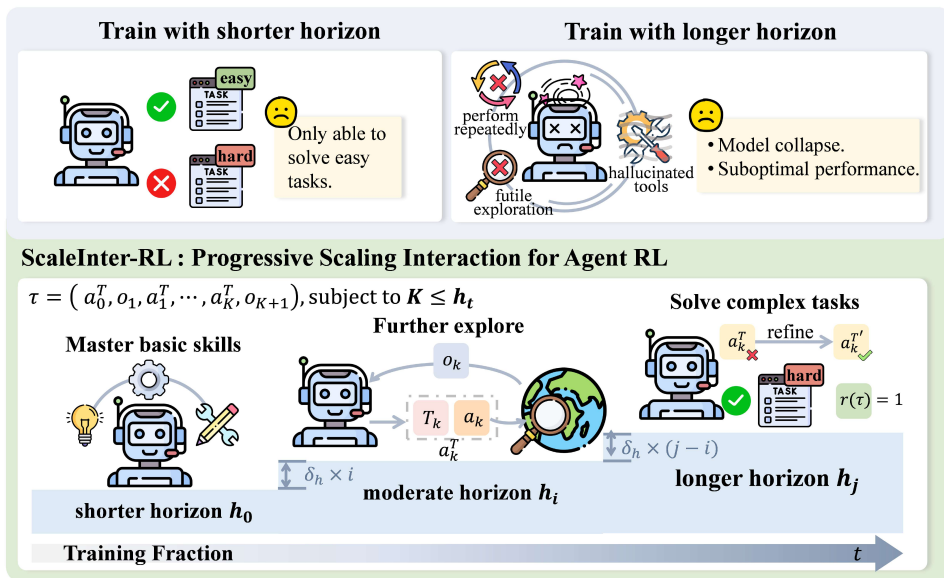 Train with shorter horizon
easy
TASK
hard
TASK
Only able to
solve easy
tasks.
Train with longer horizon
perform
repeatedly
futile
exploration
hallucinated
tools
• Model collapse.
• Suboptimal performance.
ScaleInter-RL : Progressive Scaling Interaction for Agent RL
τ = ( a_0^T, o_1, a_1^T, ⋯, a_K^T, o_{K+1}), subject to K ≤ h_t
Master basic skills
shorter horizon h_0
Further explore
o_k
T_k a_k
a_k^T
δ_h × i
moderate horizon h_i
Solve complex tasks
a_k^T refine a_k^{T'}
hard
TASK
r(τ) = 1
δ_h × (j − i)
longer horizon h_j
Training Fraction t